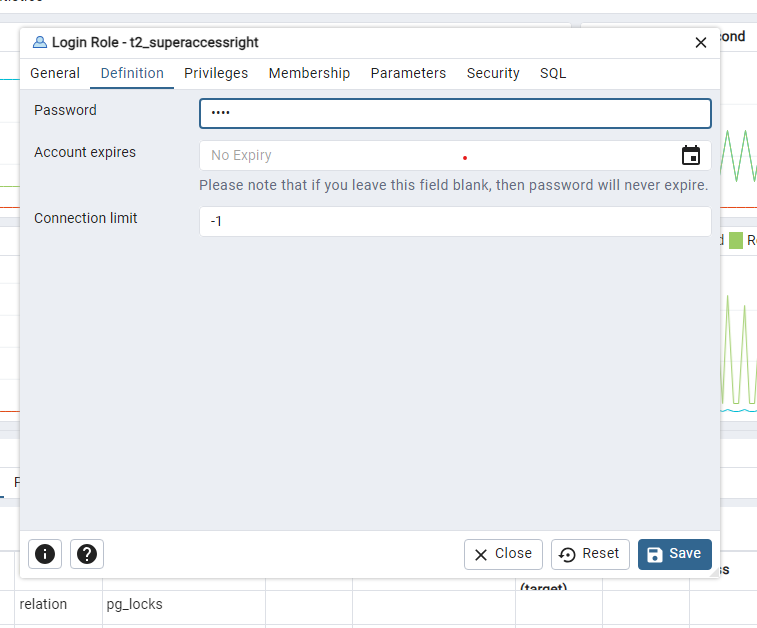 ond
Login Role - t2_superaccessright
General Definition Privileges Membership Parameters Security SQL
Password ••••
Account expires No Expiry
Please note that if you leave this field blank, then password will never expire.
Connection limit -1
Close Reset Save
(target)
relation pg_locks